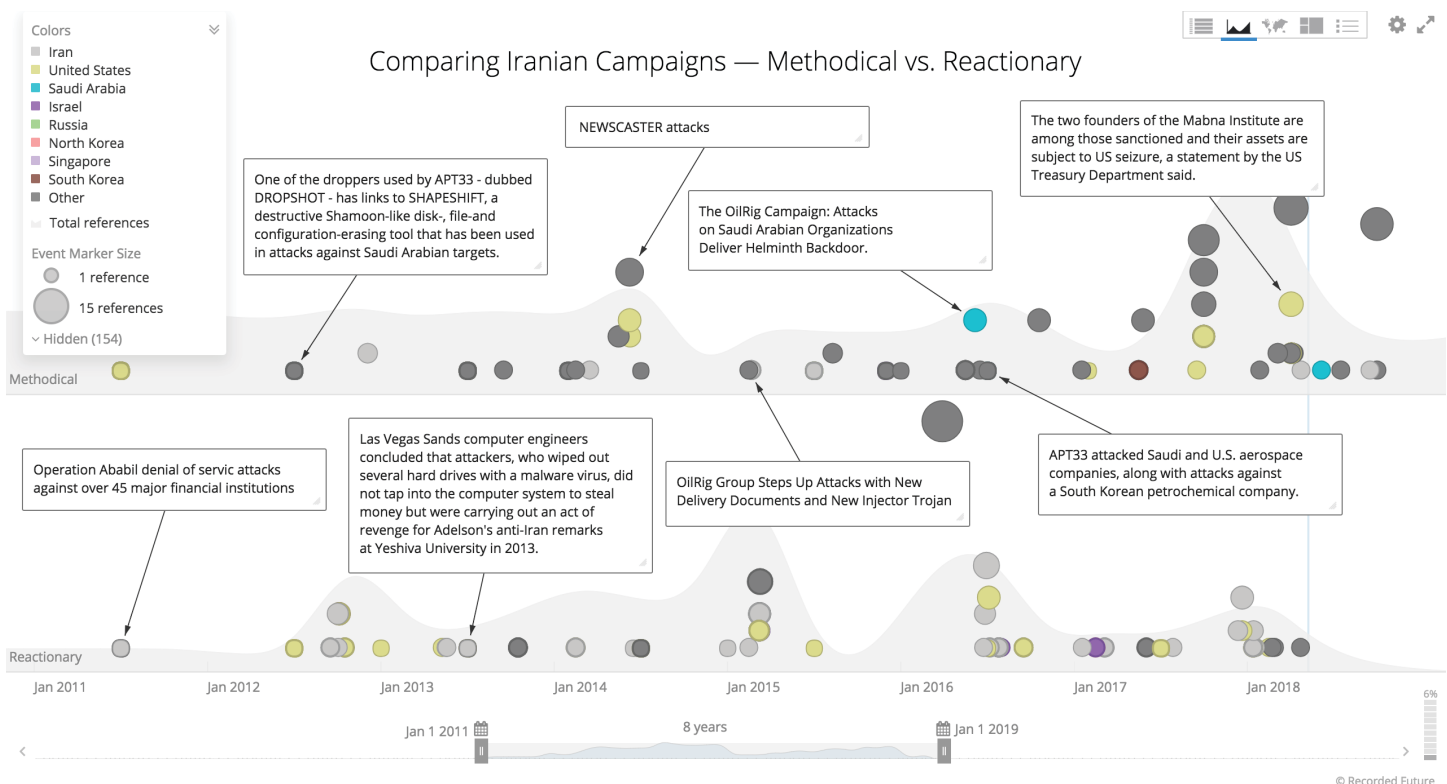 Comparing Iranian Campaigns — Methodical vs. Reactionary
Colors
Iran
United States
Saudi Arabia
Israel
Russia
North Korea
Singapore
South Korea
Other
Total references
Event Marker Size
1 reference
15 references
Hidden (154)
One of the droppers used by APT33 - dubbed
DROPSHOT - has links to SHAPESHIFT, a
destructive Shamoon-like disk-, file-and
configuration-erasing tool that has been used
in attacks against Saudi Arabian targets.
NEWSCASTER attacks
The OilRig Campaign: Attacks
on Saudi Arabian Organizations
Deliver Helminth Backdoor.
The two founders of the Mabna Institute are
among those sanctioned and their assets are
subject to US seizure, a statement by the US
Treasury Department said.
Methodical
Operation Ababil denial of servic attacks
against over 45 major financial institutions
Las Vegas Sands computer engineers
concluded that attackers, who wiped out
several hard drives with a malware virus, did
not tap into the computer system to steal
money but were carrying out an act of
revenge for Adelson's anti-Iran remarks
at Yeshiva University in 2013.
OilRig Group Steps Up Attacks with New
Delivery Documents and New Injector Trojan
APT33 attacked Saudi and U.S. aerospace
companies, along with attacks against
a South Korean petrochemical company.
Reactionary
Jan 2011 Jan 2012 Jan 2013 Jan 2014 Jan 2015 Jan 2016 Jan 2017 Jan 2018
6%
Jan 1 2011 8 years Jan 1 2019
© Recorded Future